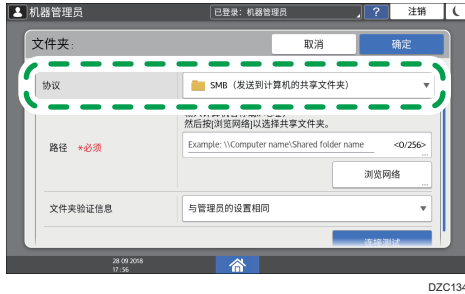 机器管理员
已登录：机器管理员
?
注销
文件夹:
取消
确定
协议
SMB（发送到计算机的共享文件夹）
然后按[浏览网络]以选择共享文件夹。
路径 *必须
Example: \\Computer name\Shared folder name <0/256>
浏览网络
文件夹验证信息
与管理员的设置相同
连接测试
28 09 2018
17:56
DZC134